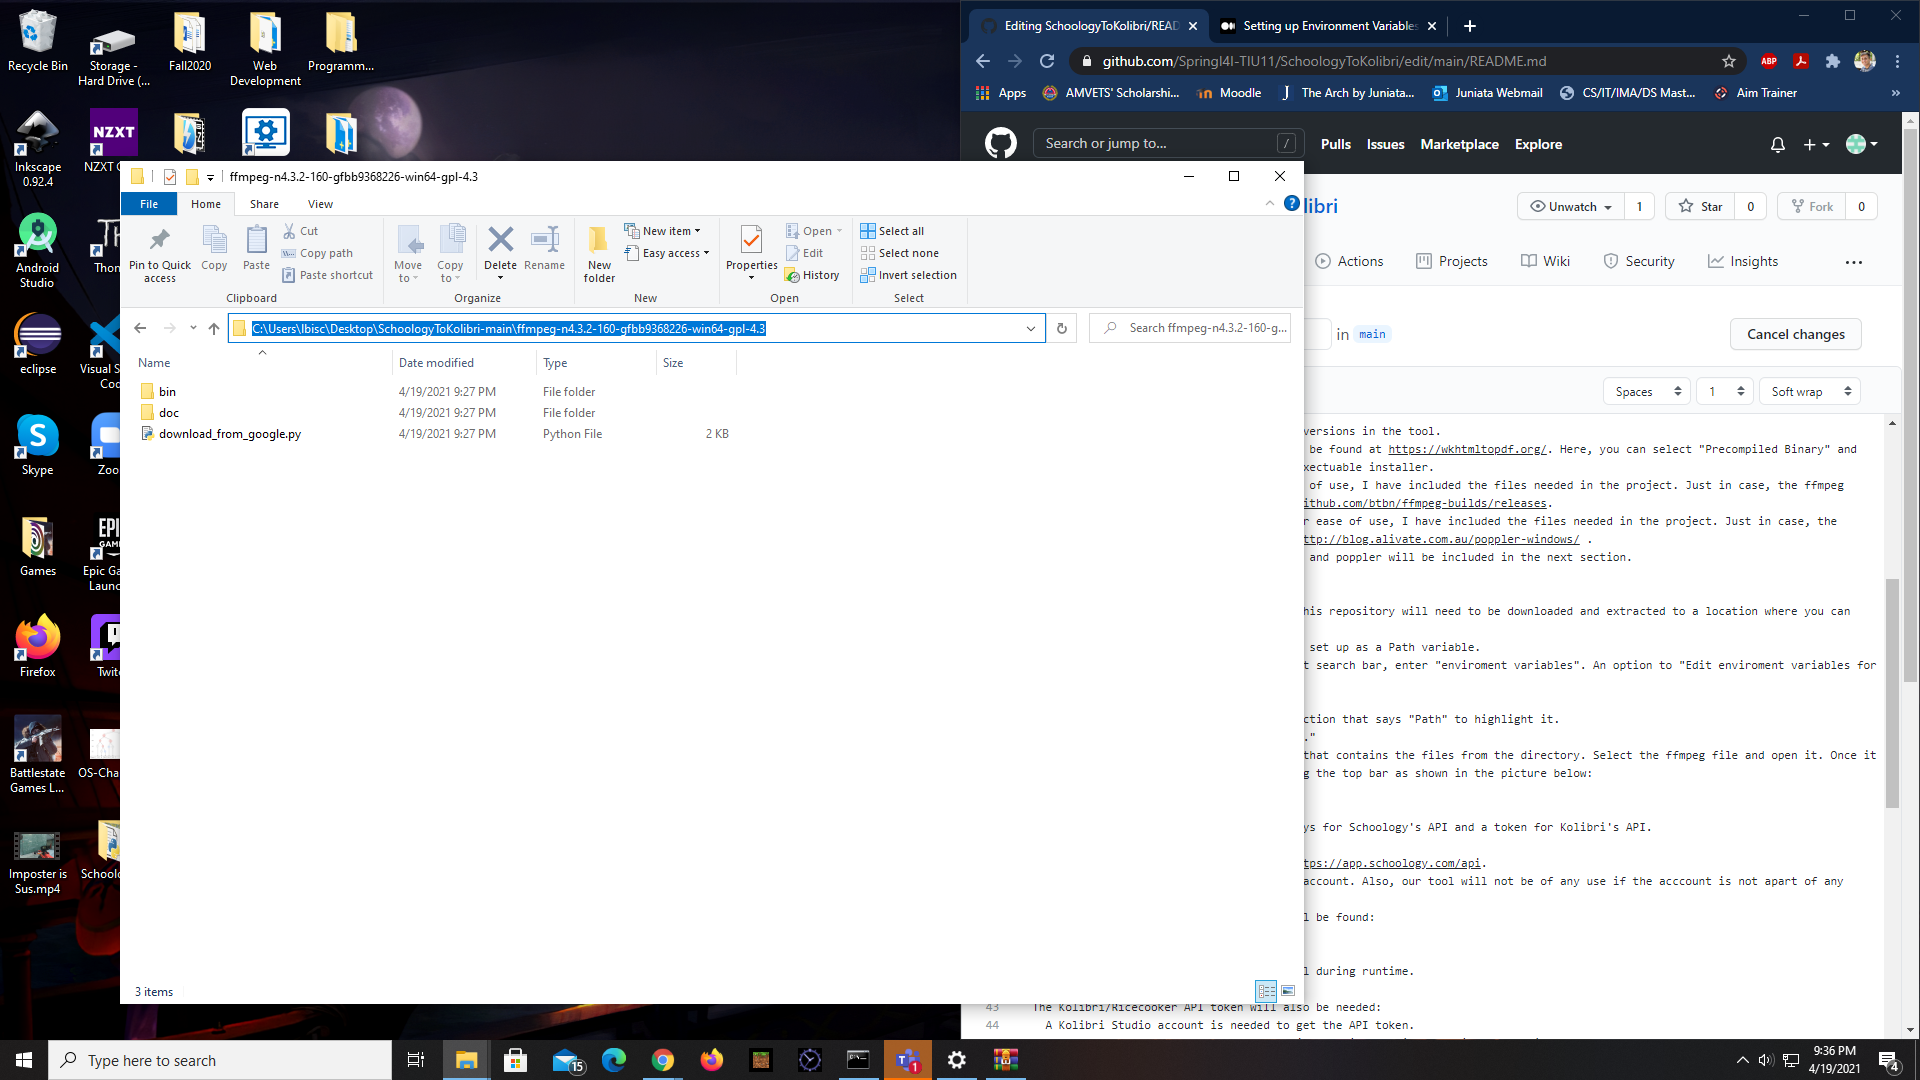 Recycle Bin
Storage -
Hard Drive (...
Fall2020
Web
Development
Programm...
Inkscape
0.92.4
NZXT
NZXT C
Android
Studio
Thon
eclipse
Visual S
Coc
Skype
Zoo
Games
EPIC
GAM
Epic Ga
Laun
Firefox
Twitc
Battlestate
Games L...
OS-Cha
Imposter is
Sus.mp4
Schoolo
ffmpeg-n4.3.2-160-gfbb9368226-win64-gpl-4.3
File
Home
Share
View
Pin to Quick
access
Copy
Paste
Cut
Copy path
Paste shortcut
Clipboard
Move
to
Copy
to
Delete
Rename
Organize
New
folder
New item
Easy access
New
Properties
Open
Edit
History
Open
Select all
Select none
Invert selection
Select
C:\Users\lbisc\Desktop\SchoologyToKolibri-main\ffmpeg-n4.3.2-160-gfbb9368226-win64-gpl-4.3
Search ffmpeg-n4.3.2-160-g...
Name
Date modified
Type
Size
bin 4/19/2021 9:27 PM File folder
doc 4/19/2021 9:27 PM File folder
download_from_google.py 4/19/2021 9:27 PM Python File 2 KB
3 items
Editing SchoologyToKolibri/READ
Setting up Environment Variables
github.com/SpringI4I-TIU11/SchoologyToKolibri/edit/main/README.md
ABP
Apps
AMVETS' Scholarshi...
Moodle
The Arch by Juniata...
Juniata Webmail
CS/IT/IMA/DS Mast...
Aim Trainer
»
Search or jump to...
/
Pulls
Issues
Marketplace
Explore
libri
Unwatch
1
Star
0
Fork
0
Actions
Projects
Wiki
Security
Insights
in
main
Cancel changes
Spaces
1
Soft wrap
versions in the tool.
be found at https://wkhtmltopdf.org/. Here, you can select "Precompiled Binary" and
xectuable installer.
of use, I have included the files needed in the project. Just in case, the ffmpeg
ithub.com/btbn/ffmpeg-builds/releases.
r ease of use, I have included the files needed in the project. Just in case, the
ttp://blog.alivate.com.au/poppler-windows/ .
and poppler will be included in the next section.
his repository will need to be downloaded and extracted to a location where you can
set up as a Path variable.
t search bar, enter "enviroment variables". An option to "Edit enviroment variables for
ction that says "Path" to highlight it.
."
that contains the files from the directory. Select the ffmpeg file and open it. Once it
g the top bar as shown in the picture below:
ys for Schoology's API and a token for Kolibri's API.
tps://app.schoology.com/api.
account. Also, our tool will not be of any use if the acccount is not apart of any
l be found:
l during runtime.
43 The Kolibri/Ricecooker API token will also be needed:
44 A Kolibri Studio account is needed to get the API token.
Type here to search
15
1
9:36 PM
4/19/2021
4